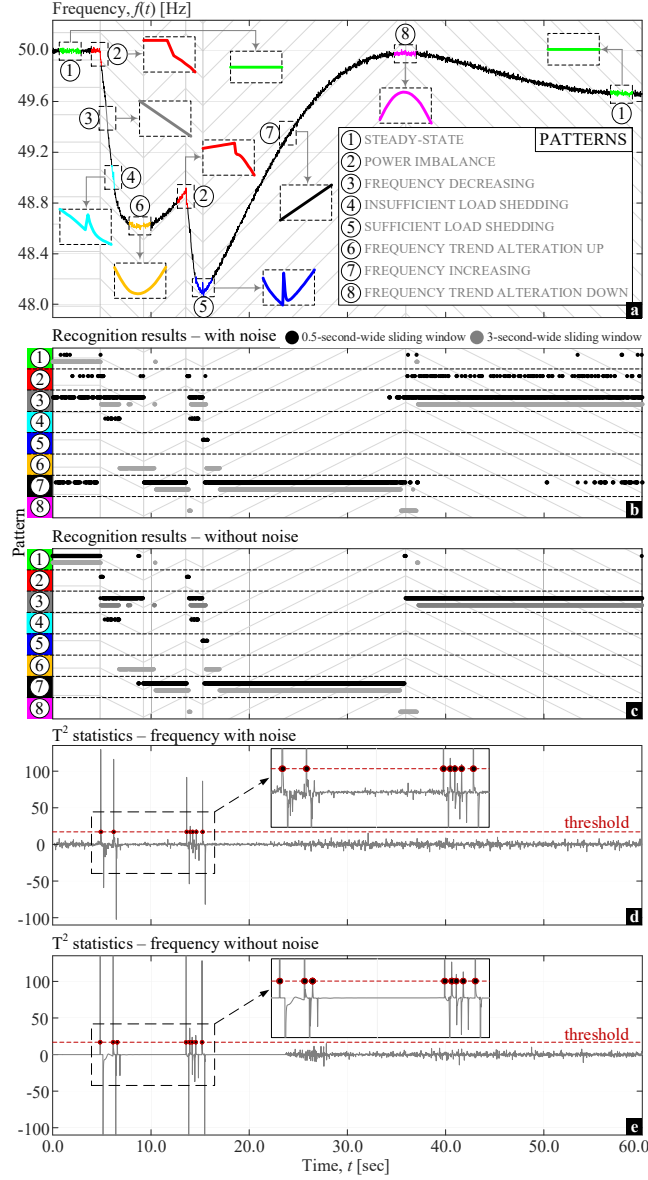 Frequency, f(t) [Hz]
50.0
49.6
49.2
48.8
48.4
48.0
1
2
3
4
5
6
7
8
2
1
PATTERNS
1 STEADY-STATE
2 POWER IMBALANCE
3 FREQUENCY DECREASING
4 INSUFFICIENT LOAD SHEDDING
5 SUFFICIENT LOAD SHEDDING
6 FREQUENCY TREND ALTERATION UP
7 FREQUENCY INCREASING
8 FREQUENCY TREND ALTERATION DOWN
a
Recognition results – with noise
0.5-second-wide sliding window 3-second-wide sliding window
1
2
3
4
5
6
7
8
b
Pattern
Recognition results – without noise
1
2
3
4
5
6
7
8
c
T² statistics – frequency with noise
100
50
0
-50
-100
threshold
d
T² statistics – frequency without noise
100
50
0
-50
-100
threshold
e
0.0 10.0 20.0 30.0 40.0 50.0 60.0
Time, t [sec]